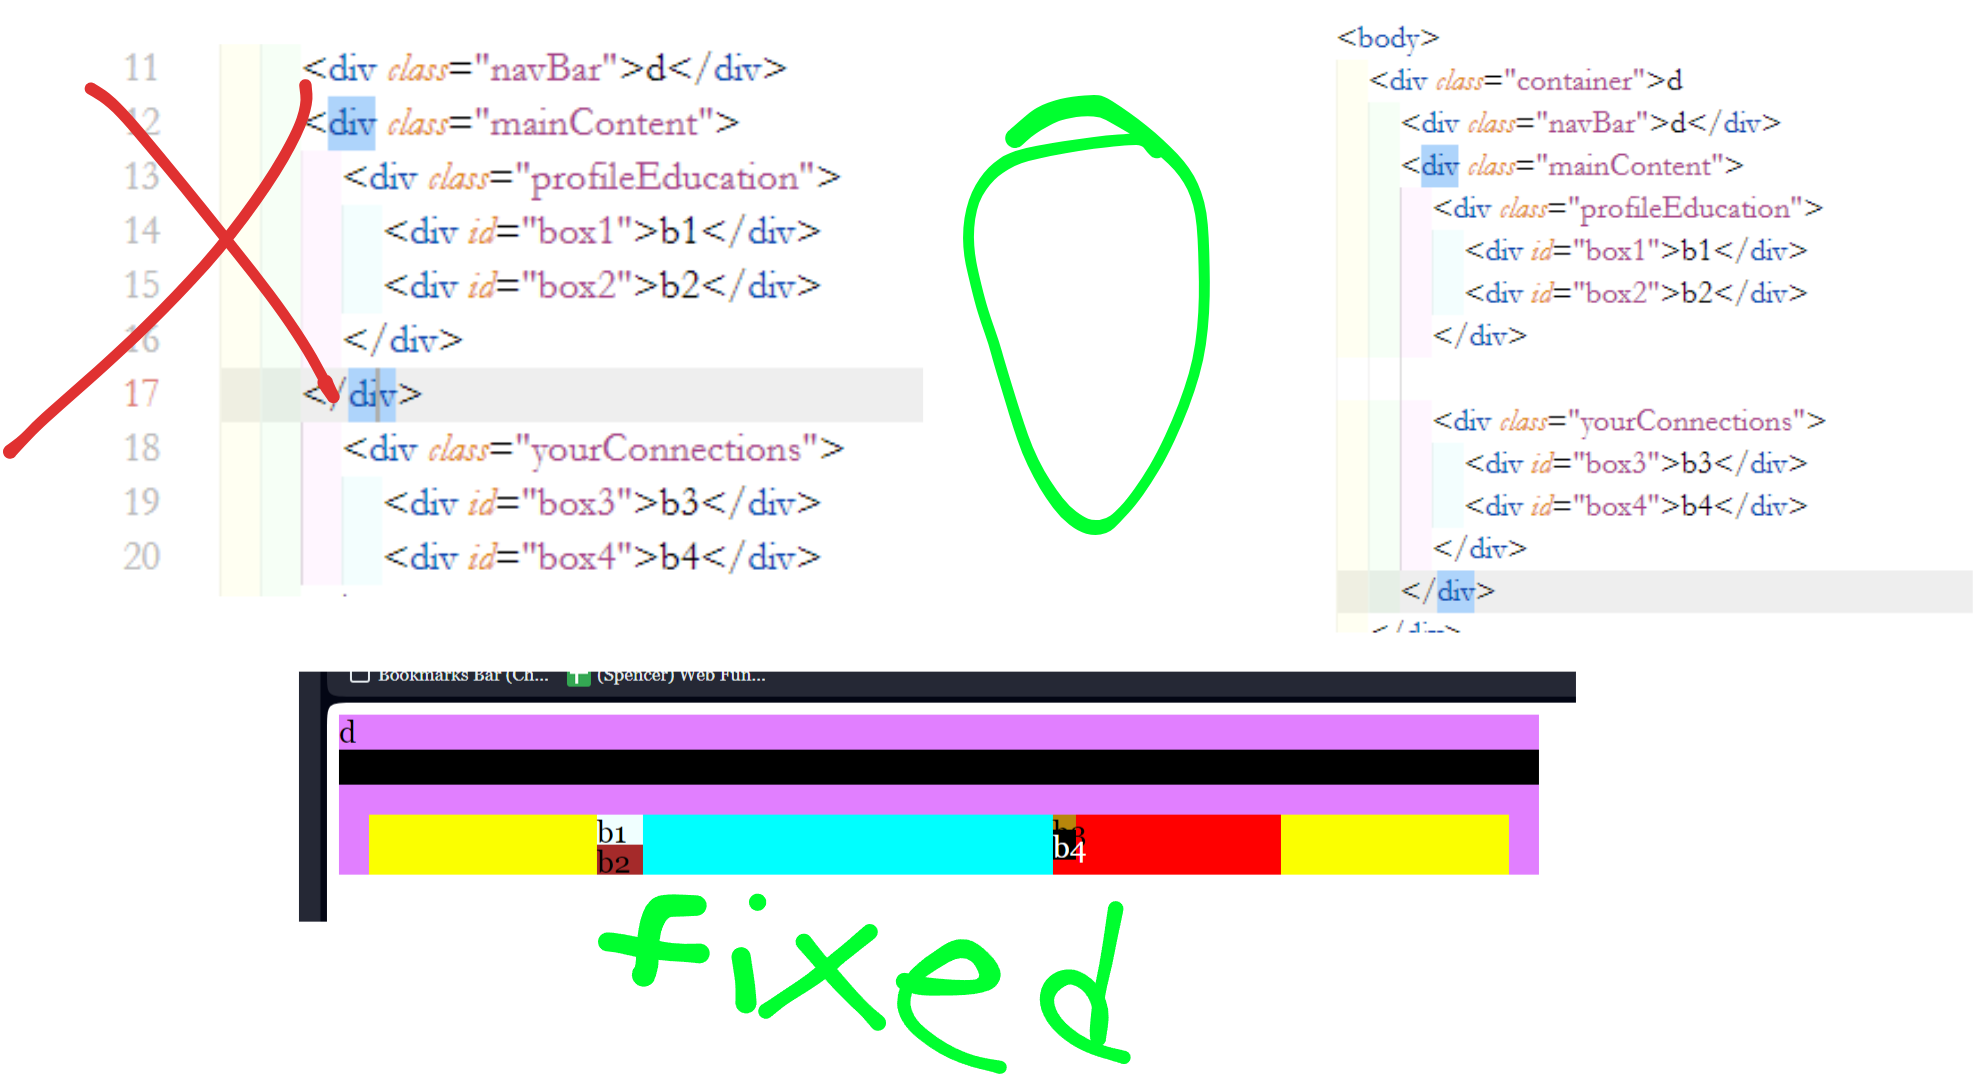 11 <div class="navBar">d</div>
12 <div class="mainContent">
13 <div class="profileEducation">
14 <div id="box1">b1</div>
15 <div id="box2">b2</div>
16 </div>
17 </div>
18 <div class="yourConnections">
19 <div id="box3">b3</div>
20 <div id="box4">b4</div>
<body>
<div class="container">d
<div class="navBar">d</div>
<div class="mainContent">
<div class="profileEducation">
<div id="box1">b1</div>
<div id="box2">b2</div>
</div>
<div class="yourConnections">
<div id="box3">b3</div>
<div id="box4">b4</div>
</div>
</div>
</div>
Bookmarks Bar (Ch... (Spencer) Web Fun...
d
b1 b3
b2 b4
fixed